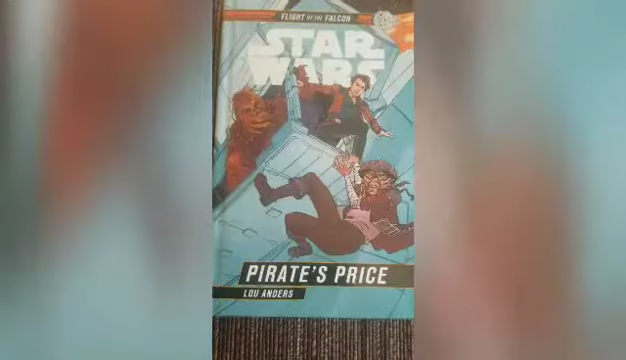 FLIGHT OF THE FALCON
STAR
WARS
PIRATE'S PRICE
LOU ANDERS